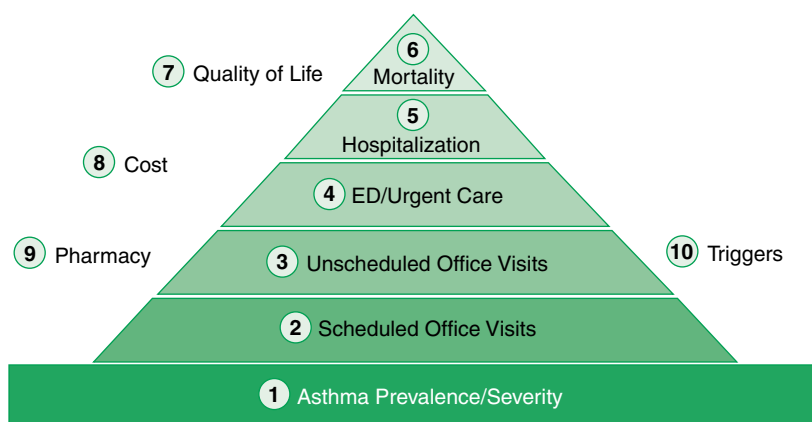 6
Mortality
7 Quality of Life
5
Hospitalization
8 Cost
4 ED/Urgent Care
9 Pharmacy
3 Unscheduled Office Visits
10 Triggers
2 Scheduled Office Visits
1 Asthma Prevalence/Severity